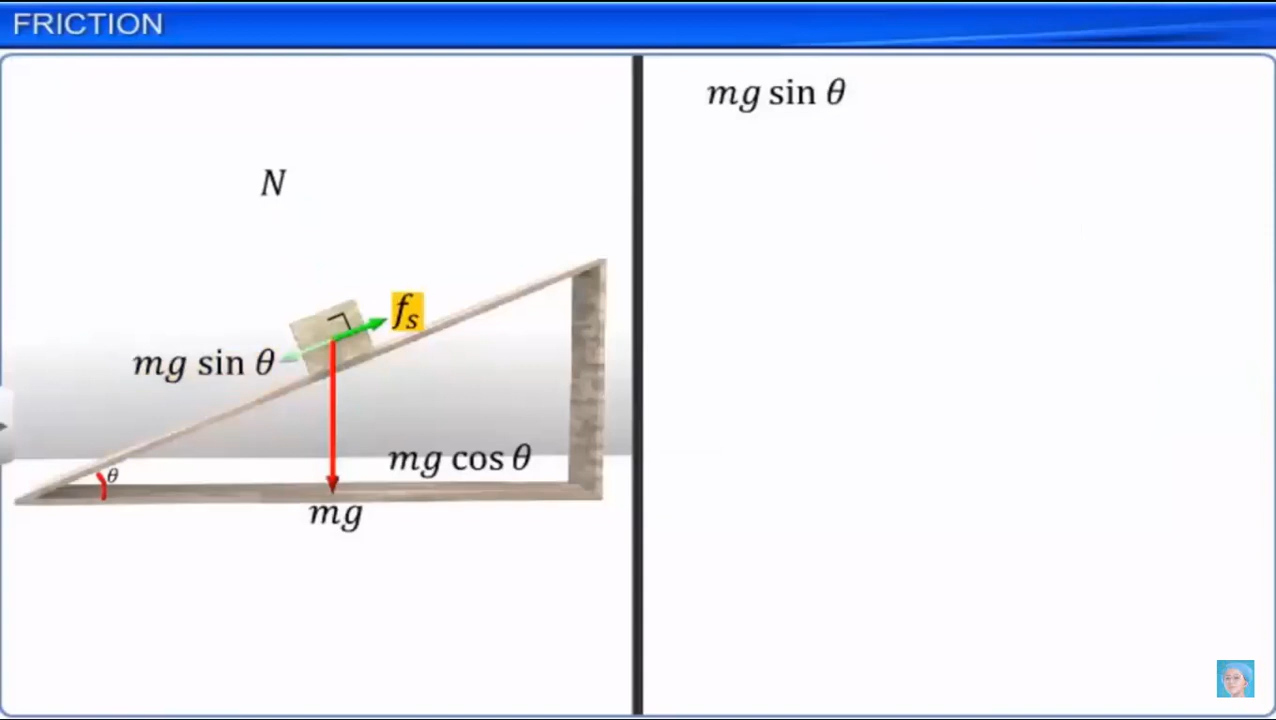 FRICTION
mg sin θ
N
f_s
mg sin θ
mg cos θ
θ
mg